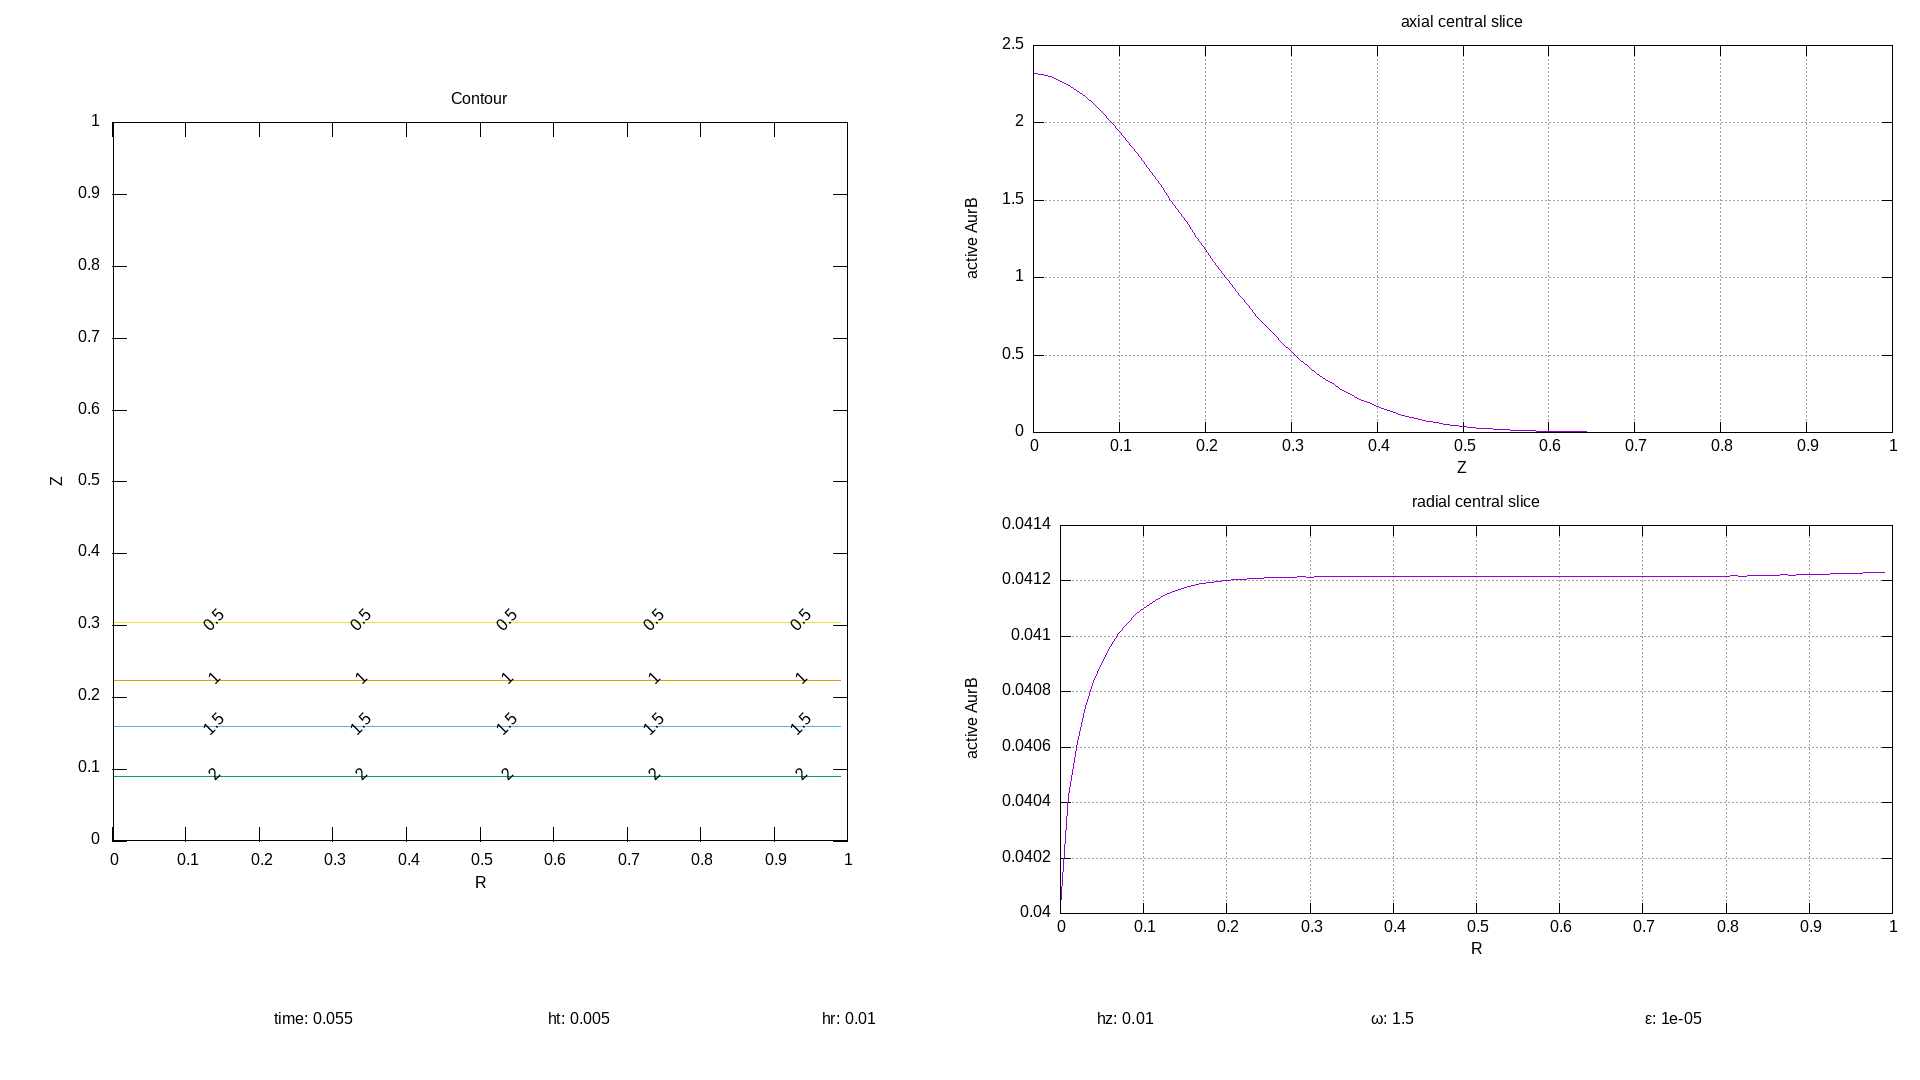 Contour
1
0.9
0.8
0.7
0.6
0.5
0.4
0.3
0.2
0.1
0
Z
0.5 0.5 0.5 0.5 0.5
1 1 1 1 1
1.5 1.5 1.5 1.5 1.5
2 2 2 2 2
0 0.1 0.2 0.3 0.4 0.5 0.6 0.7 0.8 0.9 1
R
axial central slice
2.5
2
1.5
1
0.5
0
active AurB
0 0.1 0.2 0.3 0.4 0.5 0.6 0.7 0.8 0.9 1
Z
radial central slice
0.0414
0.0412
0.041
0.0408
0.0406
0.0404
0.0402
0.04
active AurB
0 0.1 0.2 0.3 0.4 0.5 0.6 0.7 0.8 0.9 1
R
time: 0.055 ht: 0.005 hr: 0.01 hz: 0.01 ω: 1.5 ε: 1e-05